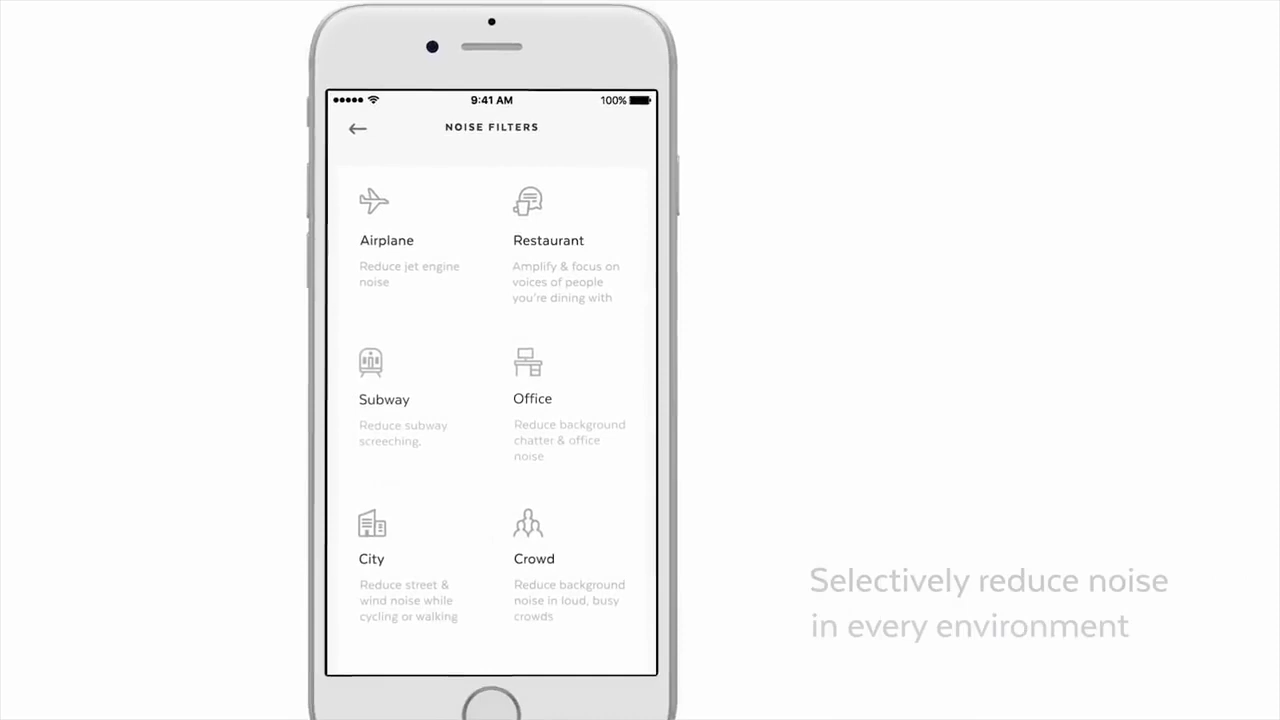 9:41 AM
100%
NOISE FILTERS
Airplane
Reduce jet engine
noise
Restaurant
Amplify & focus on
voices of people
you're dining with
Subway
Reduce subway
screeching.
Office
Reduce background
chatter & office
noise
City
Reduce street &
wind noise while
cycling or walking
Crowd
Reduce background
noise in loud, busy
crowds
Selectively reduce noise
in every environment